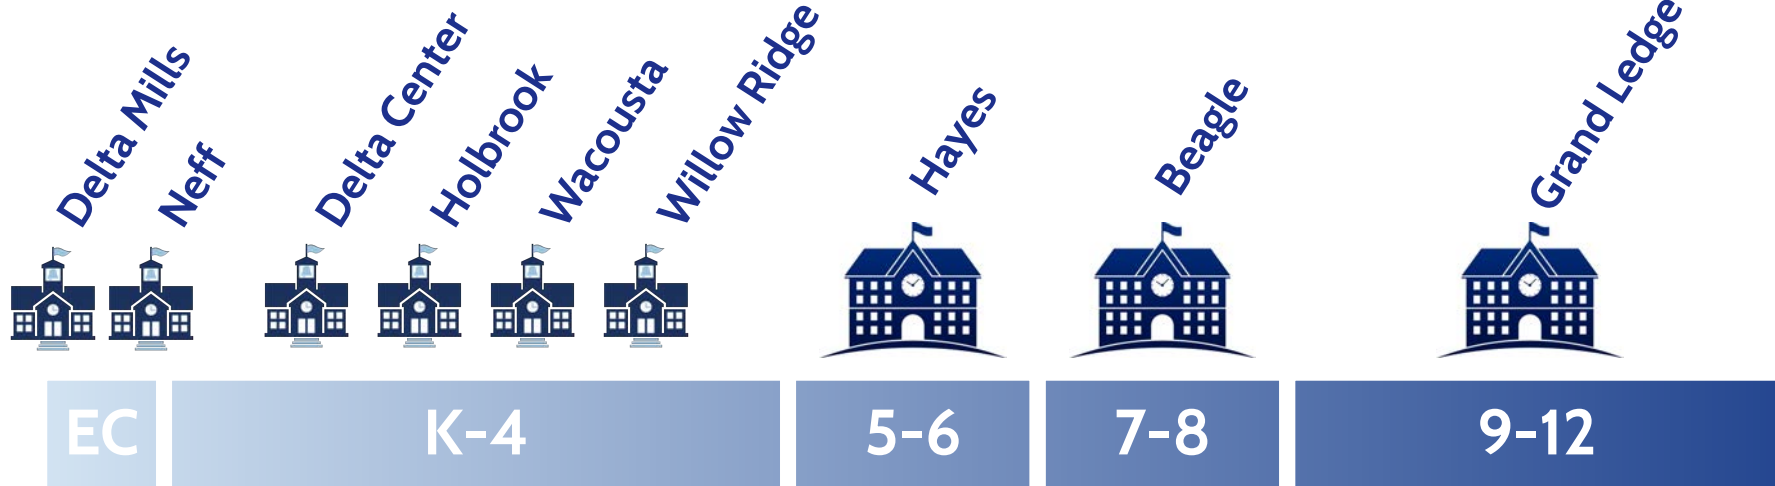 Delta Mills
Neff
Delta Center
Holbrook
Wacousta
Willow Ridge
Hayes
Beagle
Grand Ledge
EC
K-4
5-6
7-8
9-12